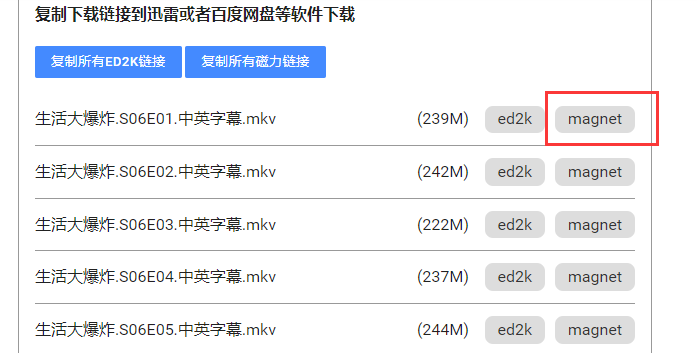 复制下载链接到迅雷或者百度网盘等软件下载
复制所有ED2K链接 复制所有磁力链接
生活大爆炸.S06E01.中英字幕.mkv (239M) ed2k magnet
生活大爆炸.S06E02.中英字幕.mkv (242M) ed2k magnet
生活大爆炸.S06E03.中英字幕.mkv (222M) ed2k magnet
生活大爆炸.S06E04.中英字幕.mkv (237M) ed2k magnet
生活大爆炸.S06E05.中英字幕.mkv (244M) ed2k magnet